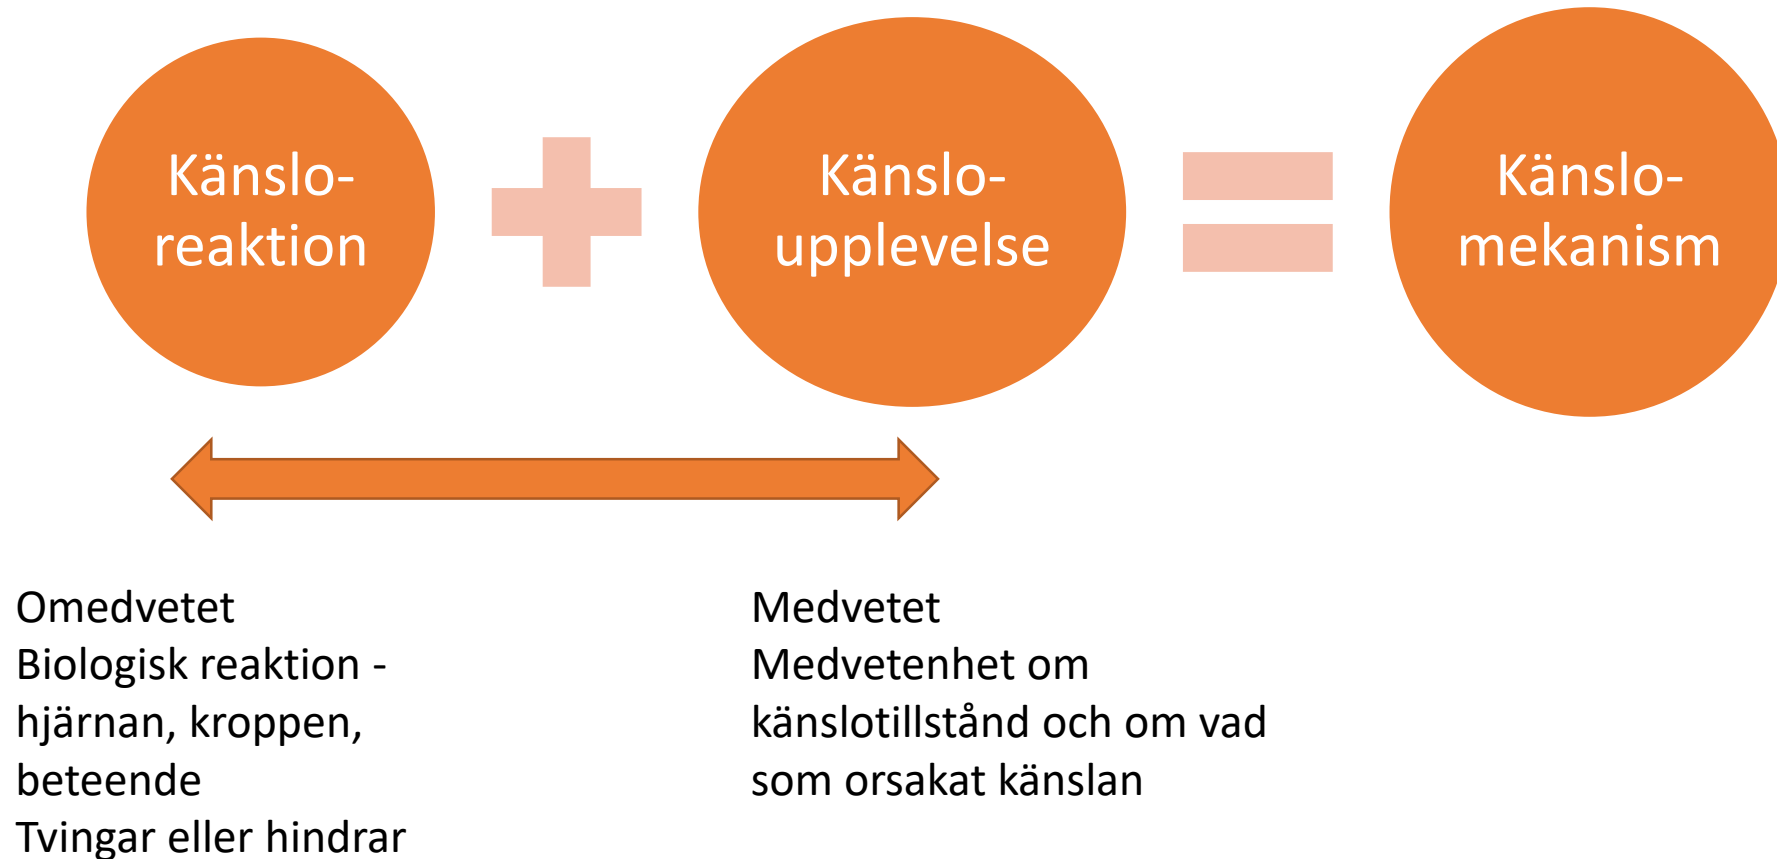 Känslo-
reaktion
Känslo-
upplevelse
Känslo-
mekanism
Omedvetet
Biologisk reaktion -
hjärnan, kroppen,
beteende
Tvingar eller hindrar
Medvetet
Medvetenhet om
känslotillstånd och om vad
som orsakat känslan